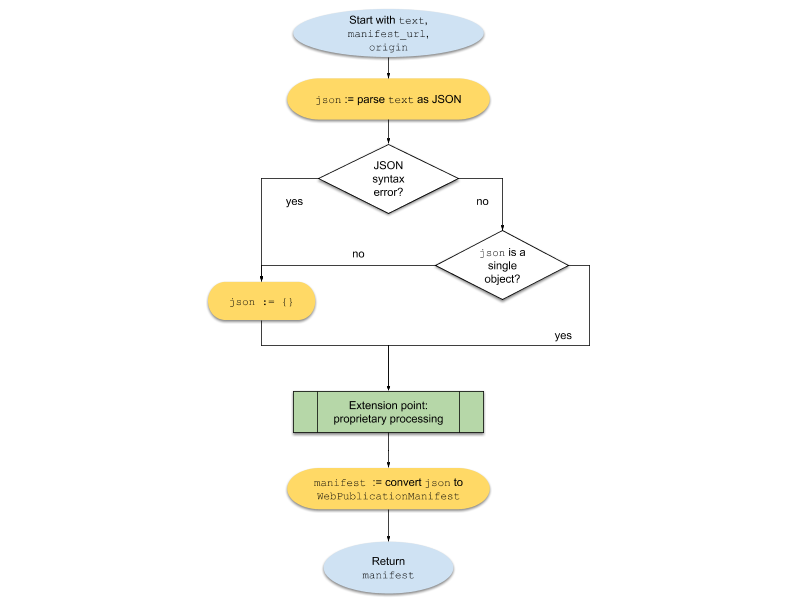 Start with text,
manifest_url,
origin
json := parse text as JSON
JSON
syntax
error?
yes
no
no
json is a
single
object?
json := {}
yes
Extension point:
proprietary processing
manifest := convert json to
WebPublicationManifest
Return
manifest